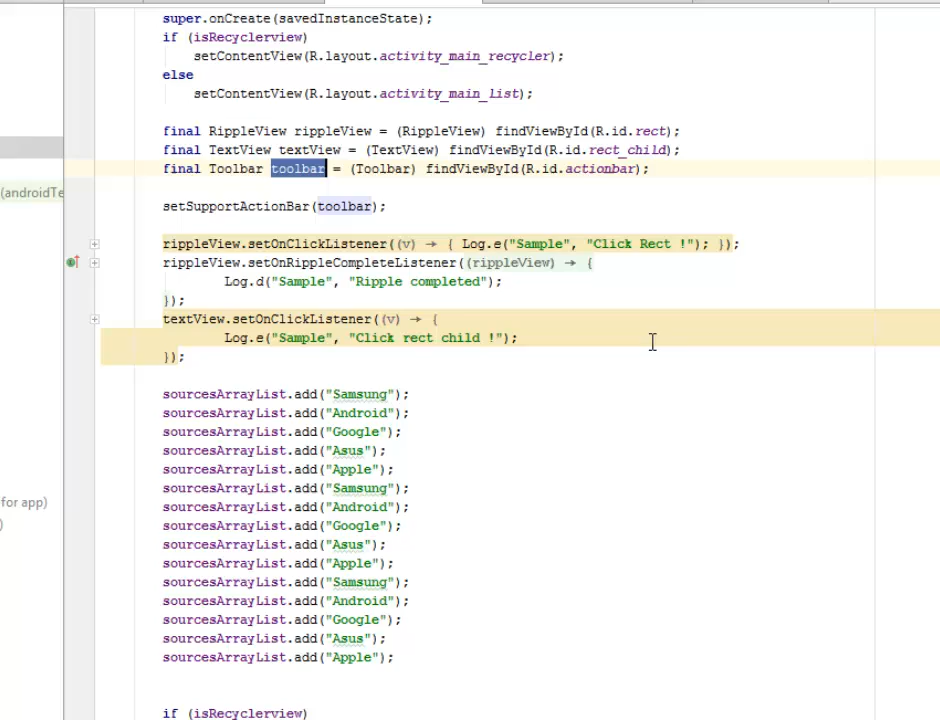 super.onCreate(savedInstanceState);
if (isRecyclerview)
setContentView(R.layout.activity_main_recycler);
else
setContentView(R.layout.activity_main_list);
final RippleView rippleView = (RippleView) findViewById(R.id.rect);
final TextView textView = (TextView) findViewById(R.id.rect_child);
final Toolbar toolbar = (Toolbar) findViewById(R.id.actionbar);
(androidTe
setSupportActionBar(toolbar);
rippleView.setOnClickListener((v) → { Log.e("Sample", "Click Rect !"); });
rippleView.setOnRippleCompleteListener((rippleView) → {
Log.d("Sample", "Ripple completed");
});
textView.setOnClickListener((v) → {
Log.e("Sample", "Click rect child !");
});
sourcesArrayList.add("Samsung");
sourcesArrayList.add("Android");
sourcesArrayList.add("Google");
sourcesArrayList.add("Asus");
sourcesArrayList.add("Apple");
sourcesArrayList.add("Samsung");
for app)
sourcesArrayList.add("Android");
)
sourcesArrayList.add("Google");
sourcesArrayList.add("Asus");
sourcesArrayList.add("Apple");
sourcesArrayList.add("Samsung");
sourcesArrayList.add("Android");
sourcesArrayList.add("Google");
sourcesArrayList.add("Asus");
sourcesArrayList.add("Apple");
if (isRecyclerview)